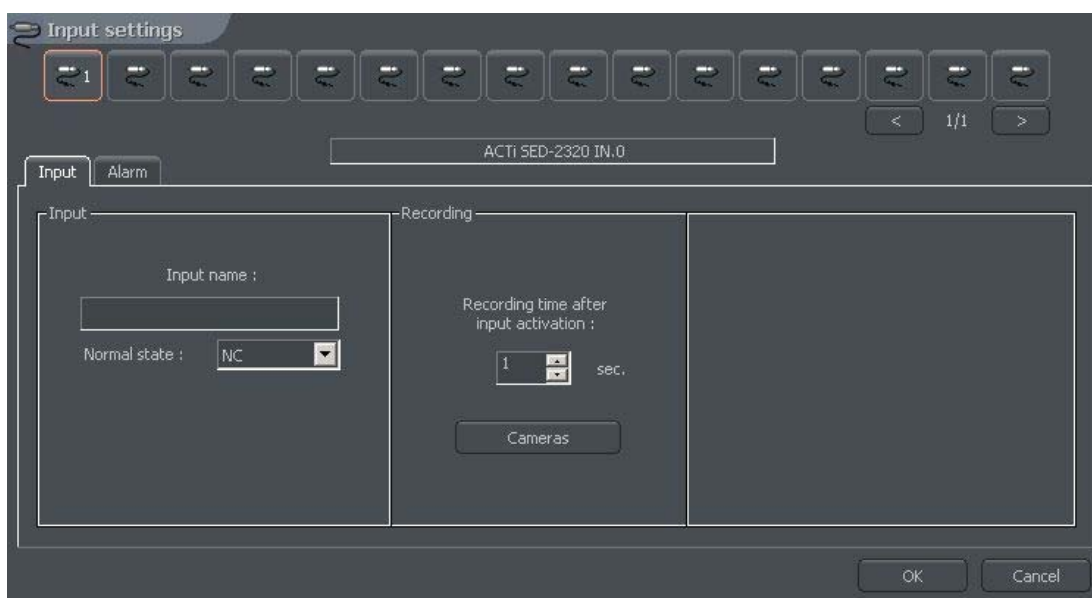 Input settings
1
< 1/1 >
ACTi SED-2320 IN.0
Input Alarm
Input
Input name :
Normal state : NC
Recording
Recording time after
input activation :
1 sec.
Cameras
OK Cancel